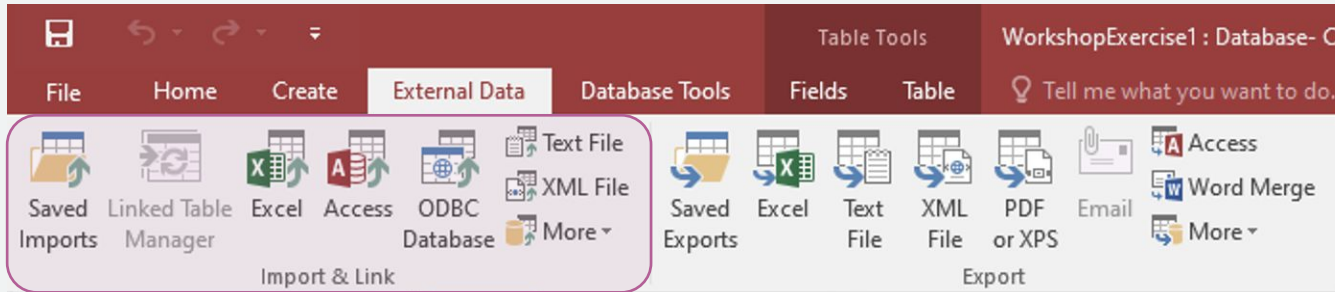 Table Tools
WorkshopExercise1 : Database- C
File
Home
Create
External Data
Database Tools
Fields
Table
Tell me what you want to do.
Saved
Imports
Linked Table
Manager
Excel
Access
ODBC
Database
Text File
XML File
More
Import & Link
Saved
Exports
Excel
Text
File
XML
File
PDF
or XPS
Email
Access
Word Merge
More
Export